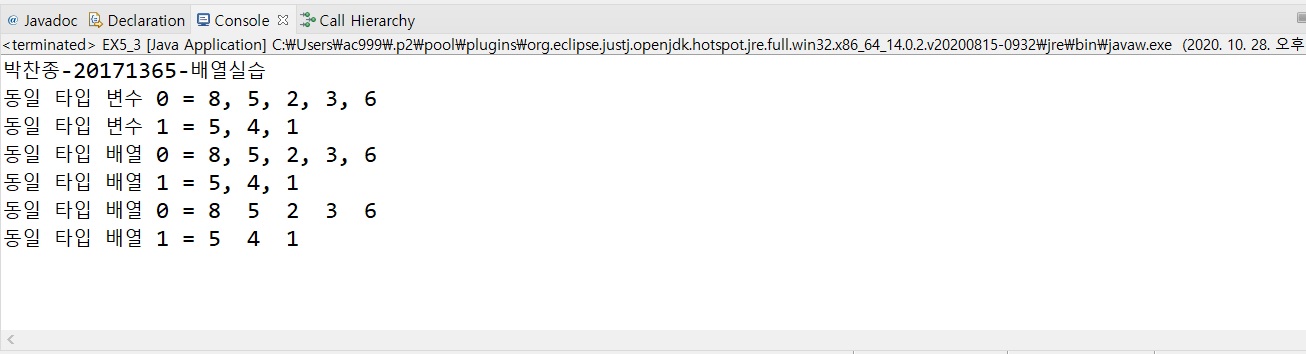 @ Javadoc Declaration Console Call Hierarchy
<terminated> EX5_3 [Java Application] C:₩Users₩ac999₩.p2₩pool₩plugins₩org.eclipse.justj.openjdk.hotspot.jre.full.win32.x86_64_14.0.2.v20200815-0932₩jre₩bin₩javaw.exe (2020. 10. 28. 오후
박찬종-20171365-배열실습
동일 타입 변수 0 = 8, 5, 2, 3, 6
동일 타입 변수 1 = 5, 4, 1
동일 타입 배열 0 = 8, 5, 2, 3, 6
동일 타입 배열 1 = 5, 4, 1
동일 타입 배열 0 = 8 5 2 3 6
동일 타입 배열 1 = 5 4 1